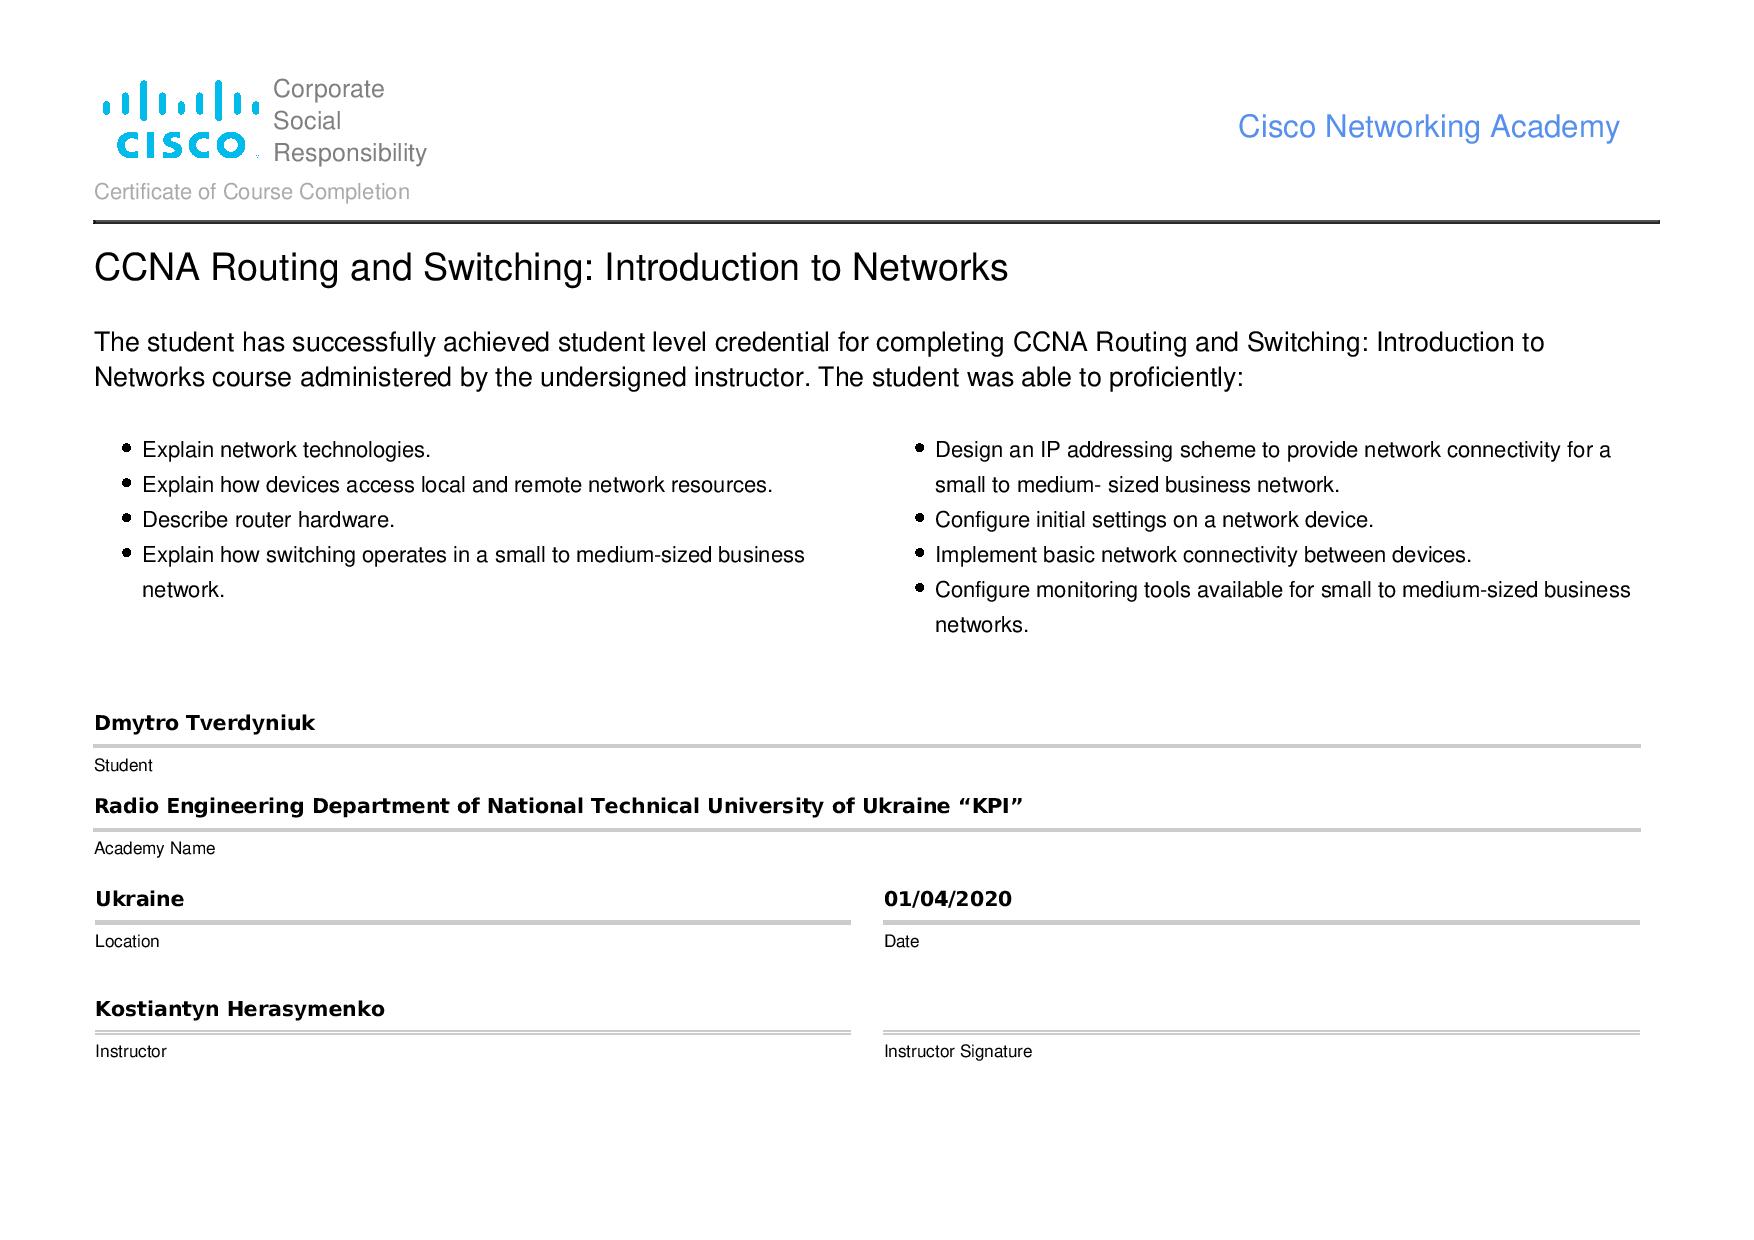 CISCO
Corporate
Social
Responsibility
Cisco Networking Academy
Certificate of Course Completion
CCNA Routing and Switching: Introduction to Networks
The student has successfully achieved student level credential for completing CCNA Routing and Switching: Introduction to
Networks course administered by the undersigned instructor. The student was able to proficiently:
Explain network technologies.
Explain how devices access local and remote network resources.
Describe router hardware.
Explain how switching operates in a small to medium-sized business
network.
Design an IP addressing scheme to provide network connectivity for a
small to medium- sized business network.
Configure initial settings on a network device.
Implement basic network connectivity between devices.
Configure monitoring tools available for small to medium-sized business
networks.
Dmytro Tverdyniuk
Student
Radio Engineering Department of National Technical University of Ukraine “KPI”
Academy Name
Ukraine
Location
01/04/2020
Date
Kostiantyn Herasymenko
Instructor
Instructor Signature